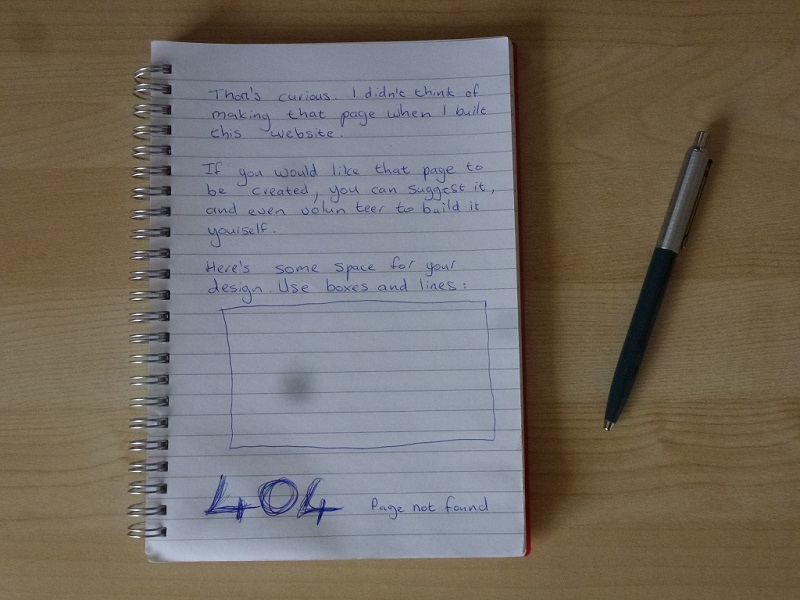 That's curious. I didn't think of
making that page when I built
this website.
If you would like that page to
be created, you can suggest it,
and even volun teer to build it
yourself.
Here's some space for your
design. Use boxes and lines:
404 Page not found